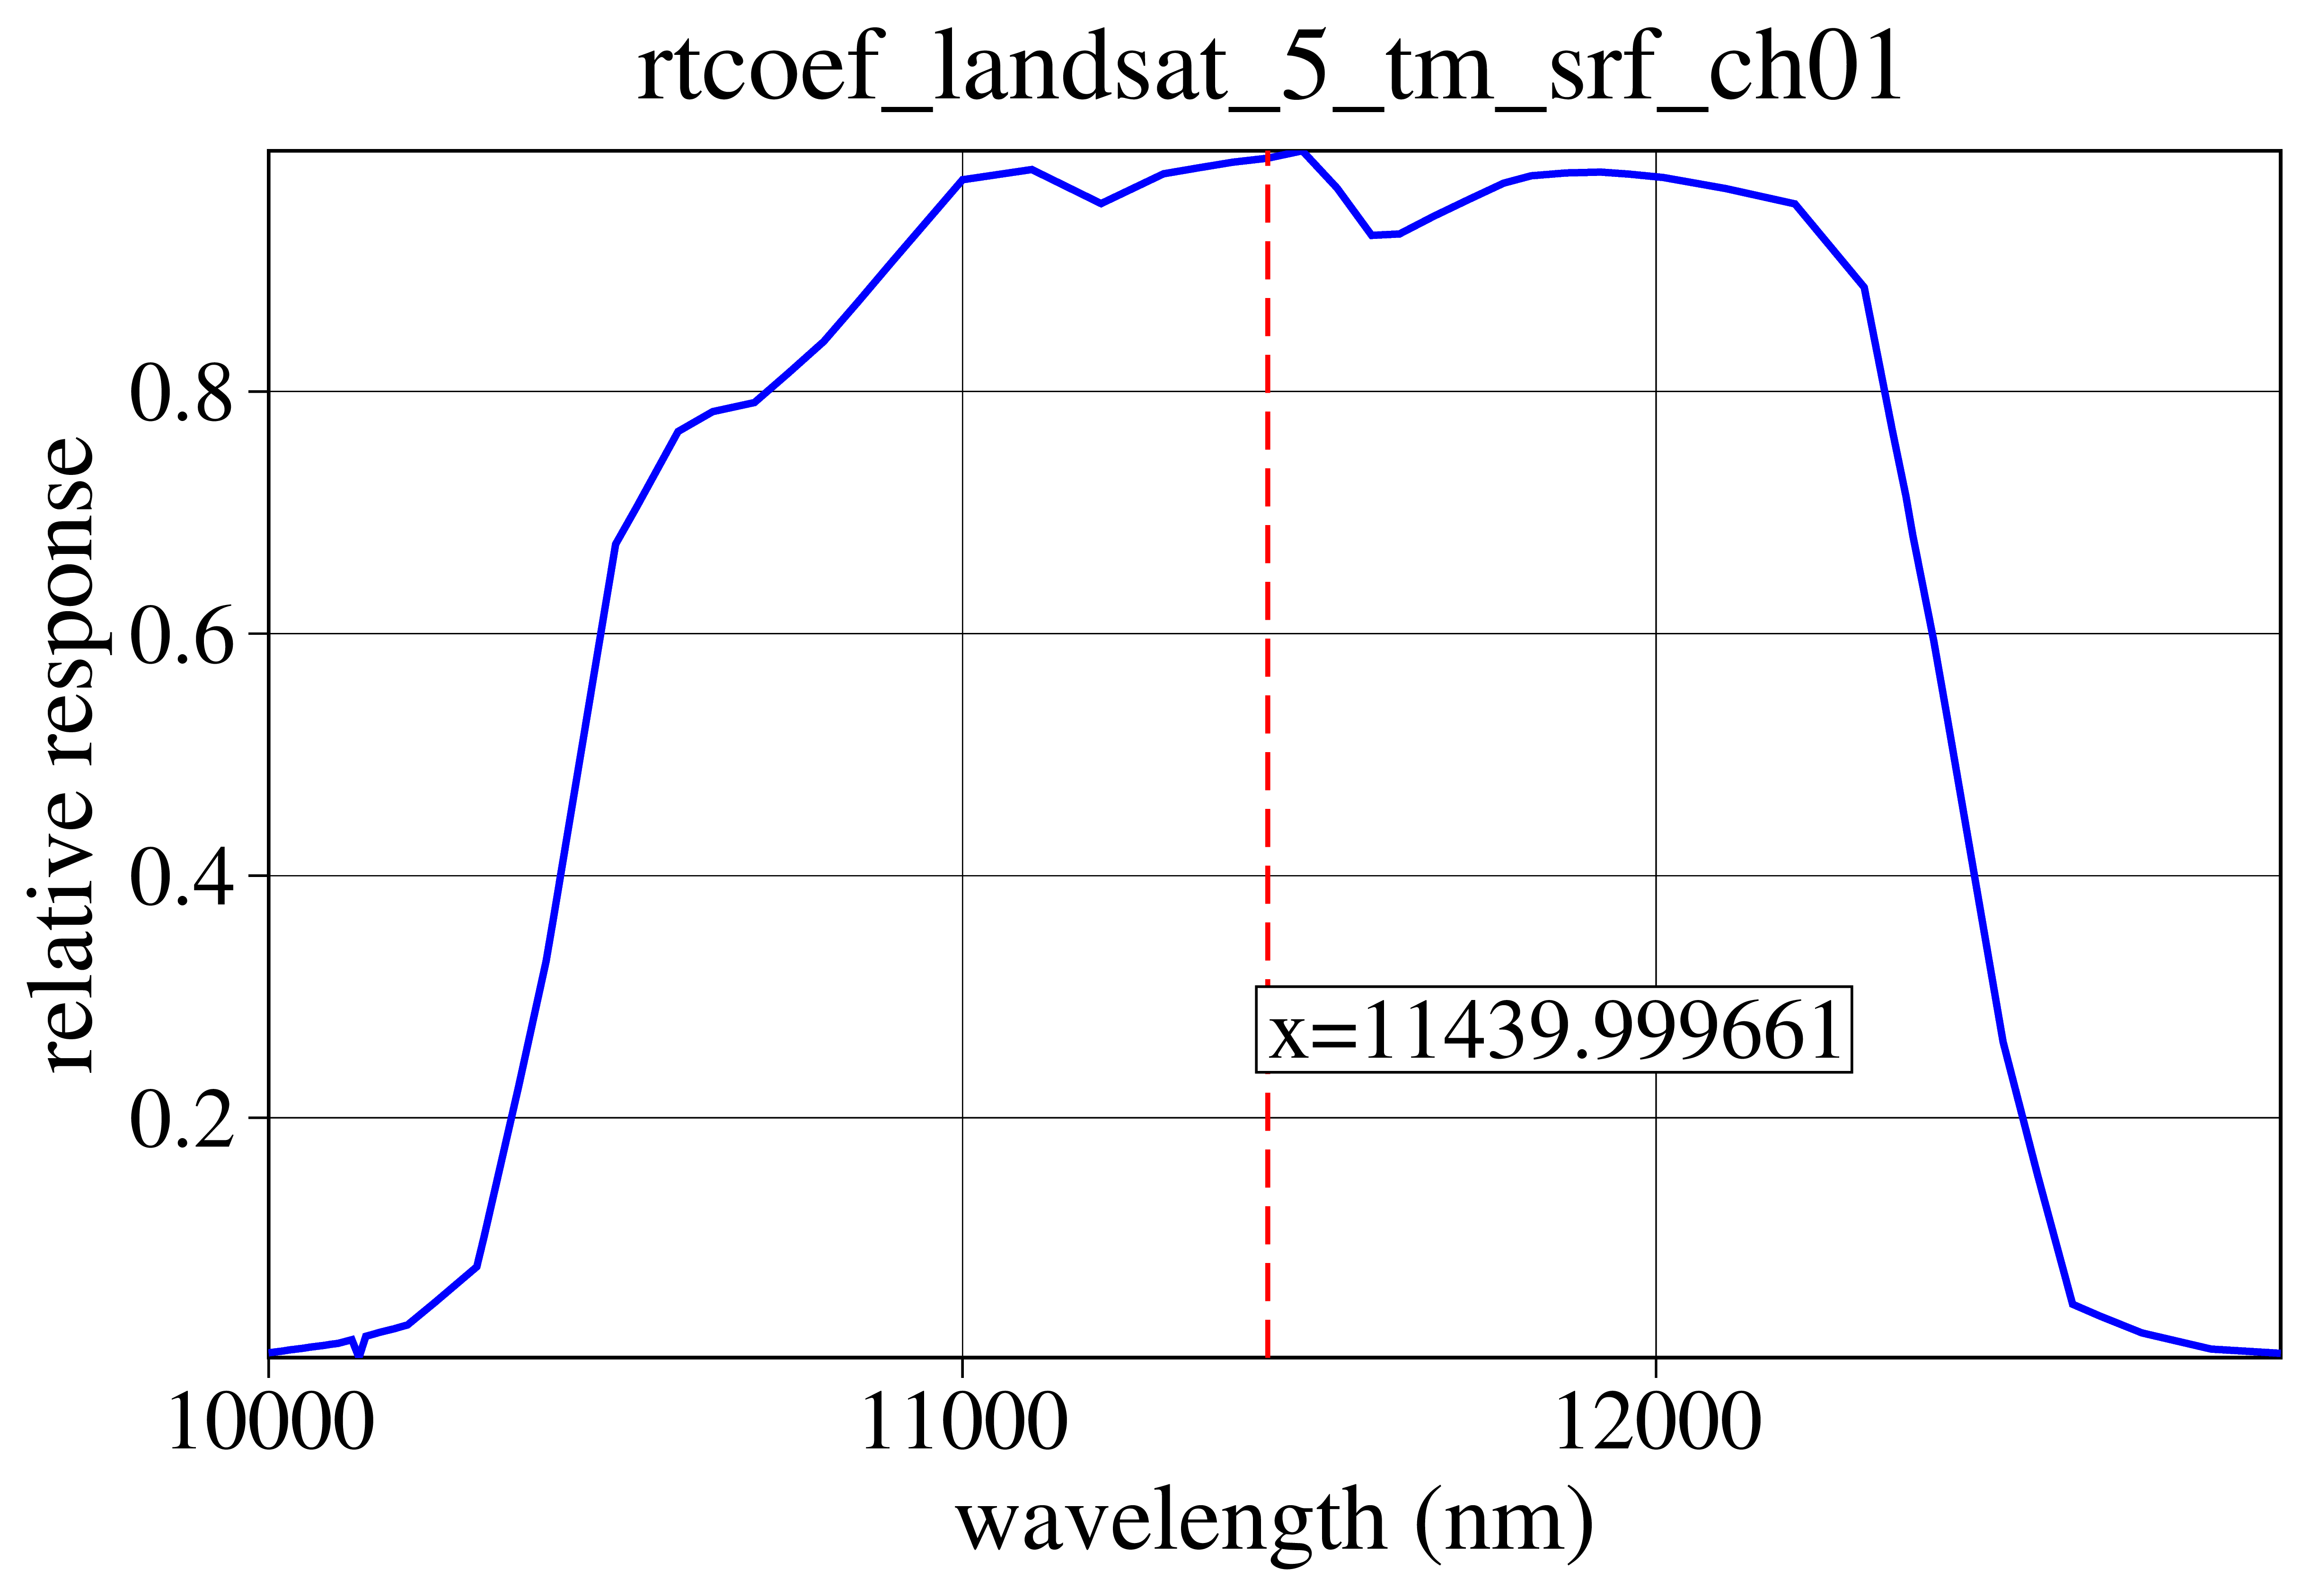 rtcoef_landsat_5_tm_srf_ch01
relative response
0.8
0.6
0.4
0.2
x=11439.999661
10000 11000 12000
wavelength (nm)